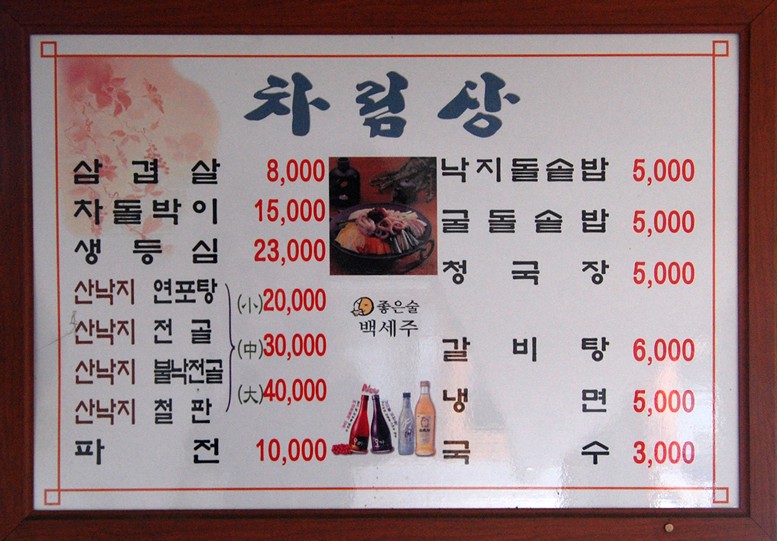 차림상
삼겹살 8,000
차돌박이 15,000
생등심 23,000
산낙지 연포탕
산낙지 전골
산낙지 불낙전골
산낙지 철판
(小)20,000
(中)30,000
(大)40,000
파전 10,000
좋은술
백세주
New
낙지돌솥밥 5,000
굴돌솥밥 5,000
청국장 5,000
갈비탕 6,000
냉면 5,000
국수 3,000